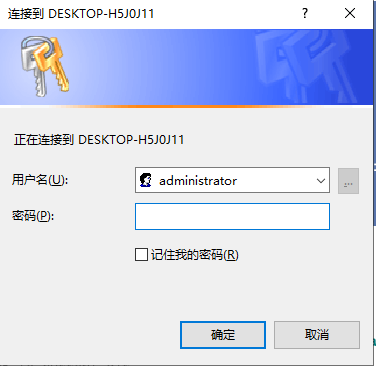 连接到 DESKTOP-H5J0J11
正在连接到 DESKTOP-H5J0J11
用户名(U):
administrator
...
密码(P):
记住我的密码(R)
确定
取消